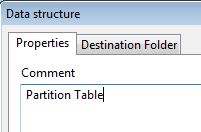 Data structure
Properties
Destination Folder
Comment
Partition Table